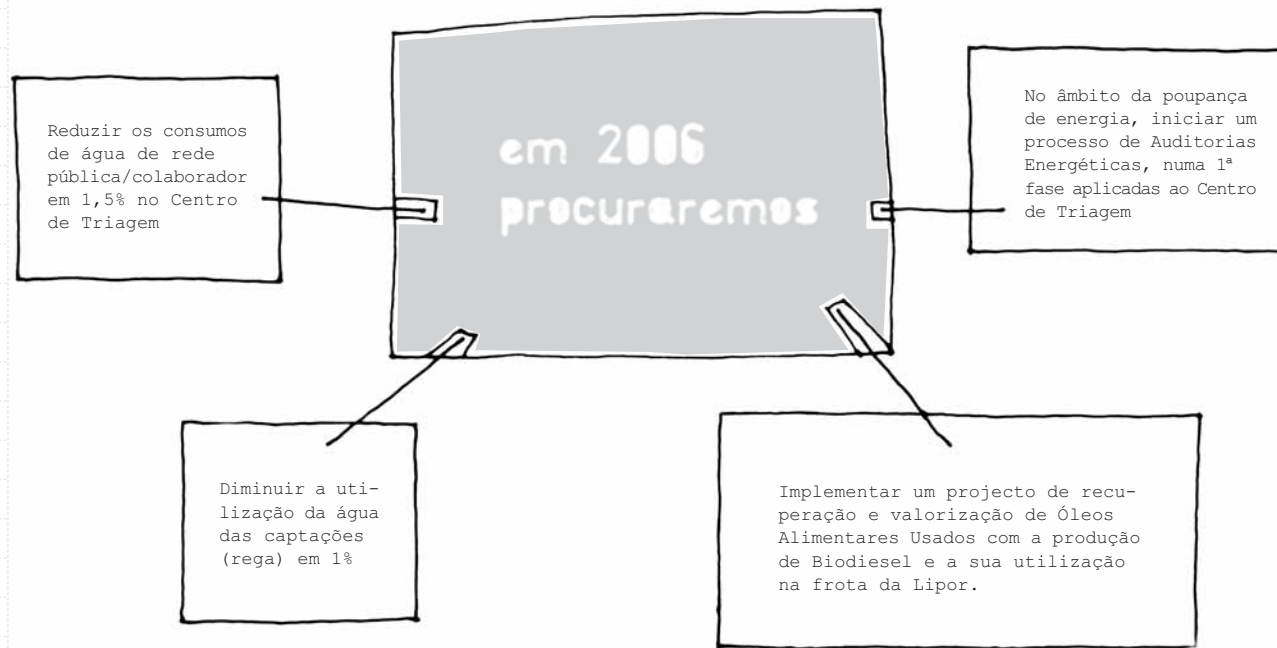 em 2006
procuraremos
Reduzir os consumos
de água de rede
pública/colaborador
em 1,5% no Centro
de Triagem
No âmbito da poupança
de energia, iniciar um
processo de Auditorias
Energéticas, numa 1ª
fase aplicadas ao Centro
de Triagem
Diminuir a uti-
lização da água
das captações
(rega) em 1%
Implementar um projecto de recu-
peração e valorização de Óleos
Alimentares Usados com a produção
de Biodiesel e a sua utilização
na frota da Lipor.